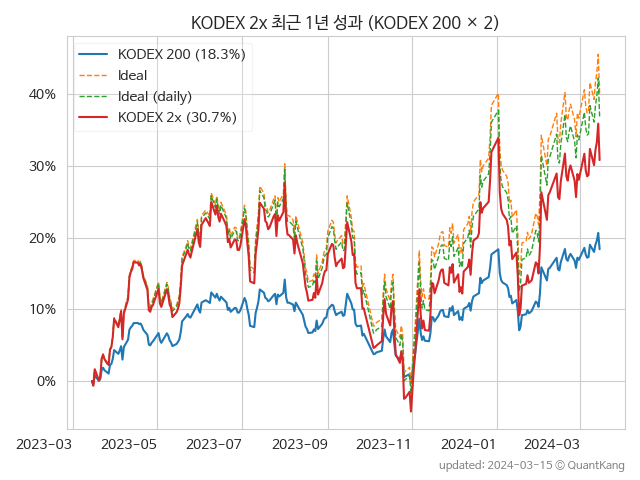 KODEX 2x 최근 1년 성과 (KODEX 200 × 2)
KODEX 200 (18.3%)
Ideal
Ideal (daily)
KODEX 2x (30.7%)
40%
30%
20%
10%
0%
2023-03 2023-05 2023-07 2023-09 2023-11 2024-01 2024-03
updated: 2024-03-15 © QuantKang